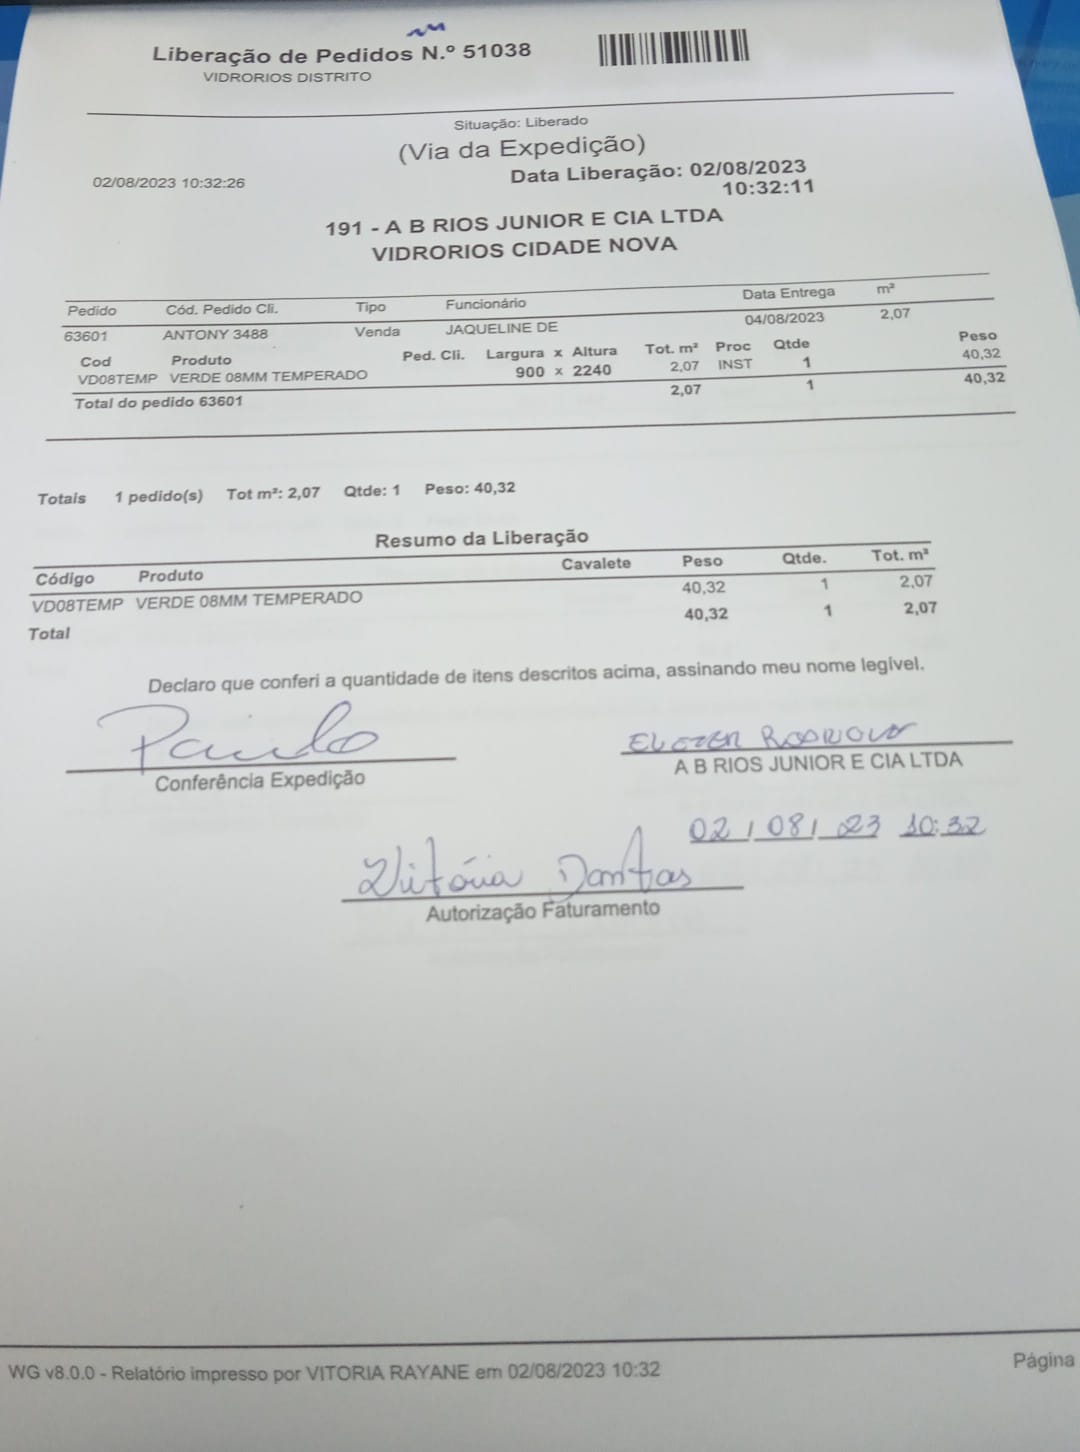 Liberação de Pedidos N.º 51038
VIDRORIOS DISTRITO
Situação: Liberado
(Via da Expedição)
02/08/2023 10:32:26
Data Liberação: 02/08/2023
10:32:11
191 - A B RIOS JUNIOR E CIA LTDA
VIDRORIOS CIDADE NOVA
Pedido Cód. Pedido Cli. Tipo Funcionário Data Entrega m²
63601 ANTONY 3488 Venda JAQUELINE DE 04/08/2023 2,07
Cod Produto Ped. Cli. Largura x Altura Tot. m² Proc Qtde Peso
VD08TEMP VERDE 08MM TEMPERADO 900 x 2240 2,07 INST 1 40,32
Total do pedido 63601 2,07 1 40,32
Totais 1 pedido(s) Tot m²: 2,07 Qtde: 1 Peso: 40,32
Resumo da Liberação
Código Produto Cavalete Peso Qtde. Tot. m²
VD08TEMP VERDE 08MM TEMPERADO 40,32 1 2,07
Total 40,32 1 2,07
Declaro que conferi a quantidade de itens descritos acima, assinando meu nome legível.
Conferência Expedição
A B RIOS JUNIOR E CIA LTDA
02/08/23 10:32
Vitória Dantas
Autorização Faturamento
WG v8.0.0 - Relatório impresso por VITORIA RAYANE em 02/08/2023 10:32
Página